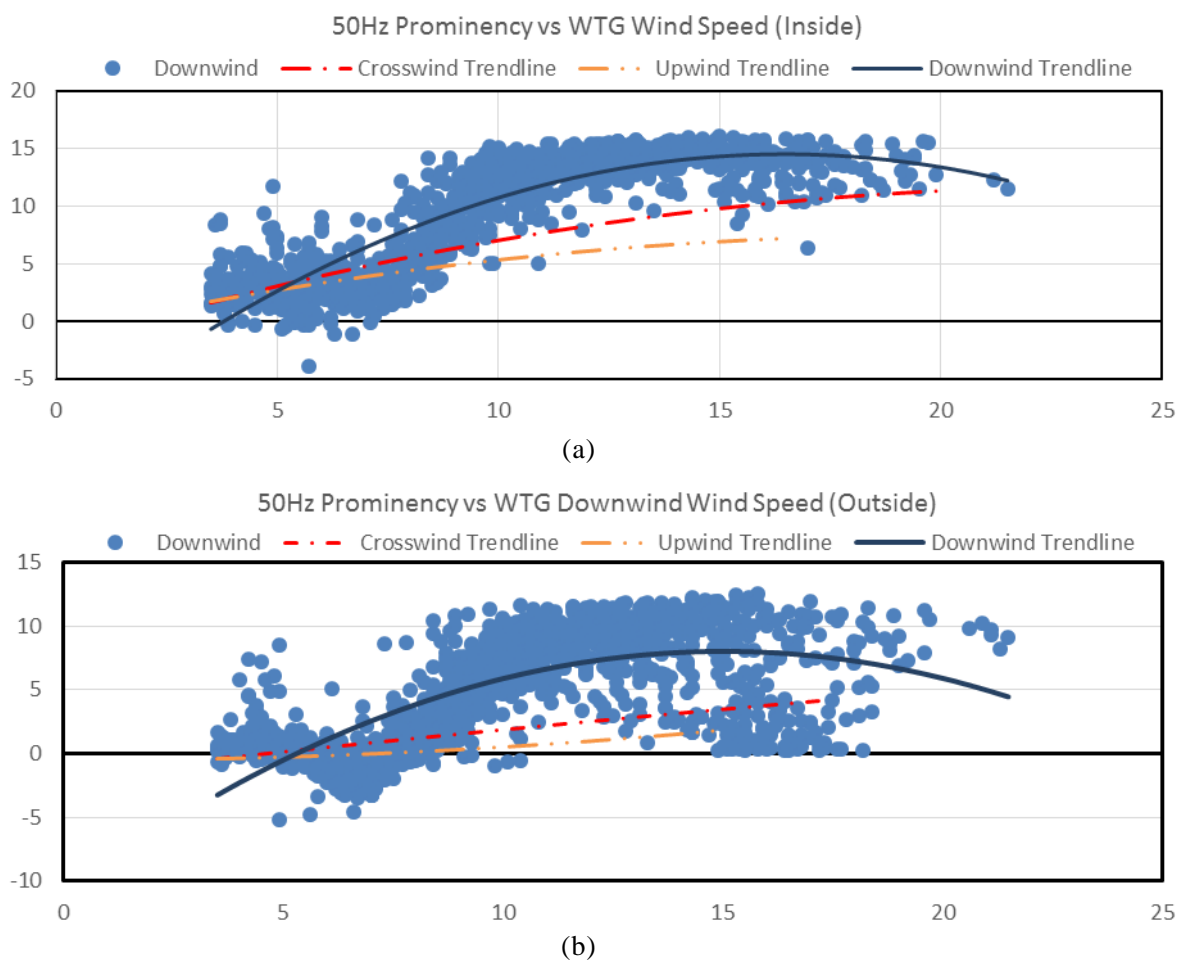 50Hz Prominency vs WTG Wind Speed (Inside)
Downwind Crosswind Trendline Upwind Trendline Downwind Trendline
20
15
10
5
0
-5
0 5 10 15 20 25
(a)
50Hz Prominency vs WTG Downwind Wind Speed (Outside)
Downwind Crosswind Trendline Upwind Trendline Downwind Trendline
15
10
5
0
-5
-10
0 5 10 15 20 25
(b)